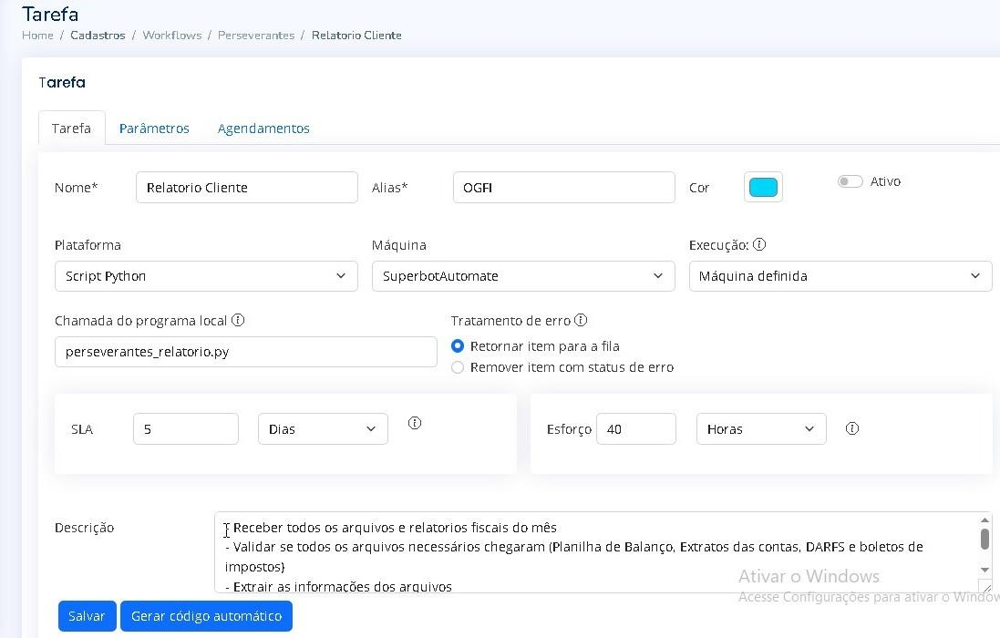 Tarefa
Home / Cadastros / Workflows / Perseverantes / Relatorio Cliente
Tarefa
Tarefa Parâmetros Agendamentos
Nome* Relatorio Cliente Alias* OGFI Cor Ativo
Plataforma Máquina Execução:
Script Python SuperbotAutomate Máquina definida
Chamada do programa local Tratamento de erro
perseverantes_relatorio.py Retornar item para a fila
Remover item com status de erro
SLA 5 Dias Esforço 40 Horas
Descrição - Receber todos os arquivos e relatorios fiscais do mês
- Validar se todos os arquivos necessários chegaram (Planilha de Balanço, Extratos das contas, DARFS e boletos de
impostos)
- Extrair as informações dos arquivos
Ativar o Windows
Acesse Configurações para ativar o Window
Salvar Gerar código automático